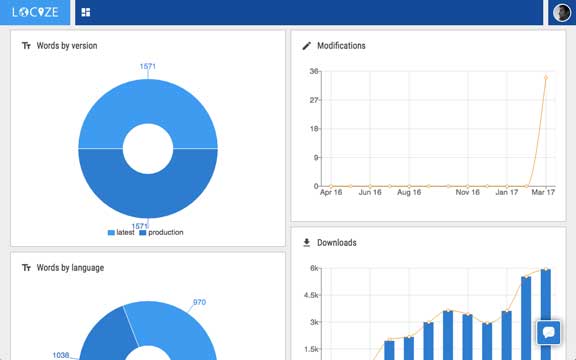 LOCIZE
Words by version
1571
1571
latest production
Modifications
36
27
18
9
0
Apr 16 Jun 16 Aug 16 Nov 16 Jan 17 Mar 17
Words by language
970
1036
Downloads
6k
4.5k
3k
1.5k